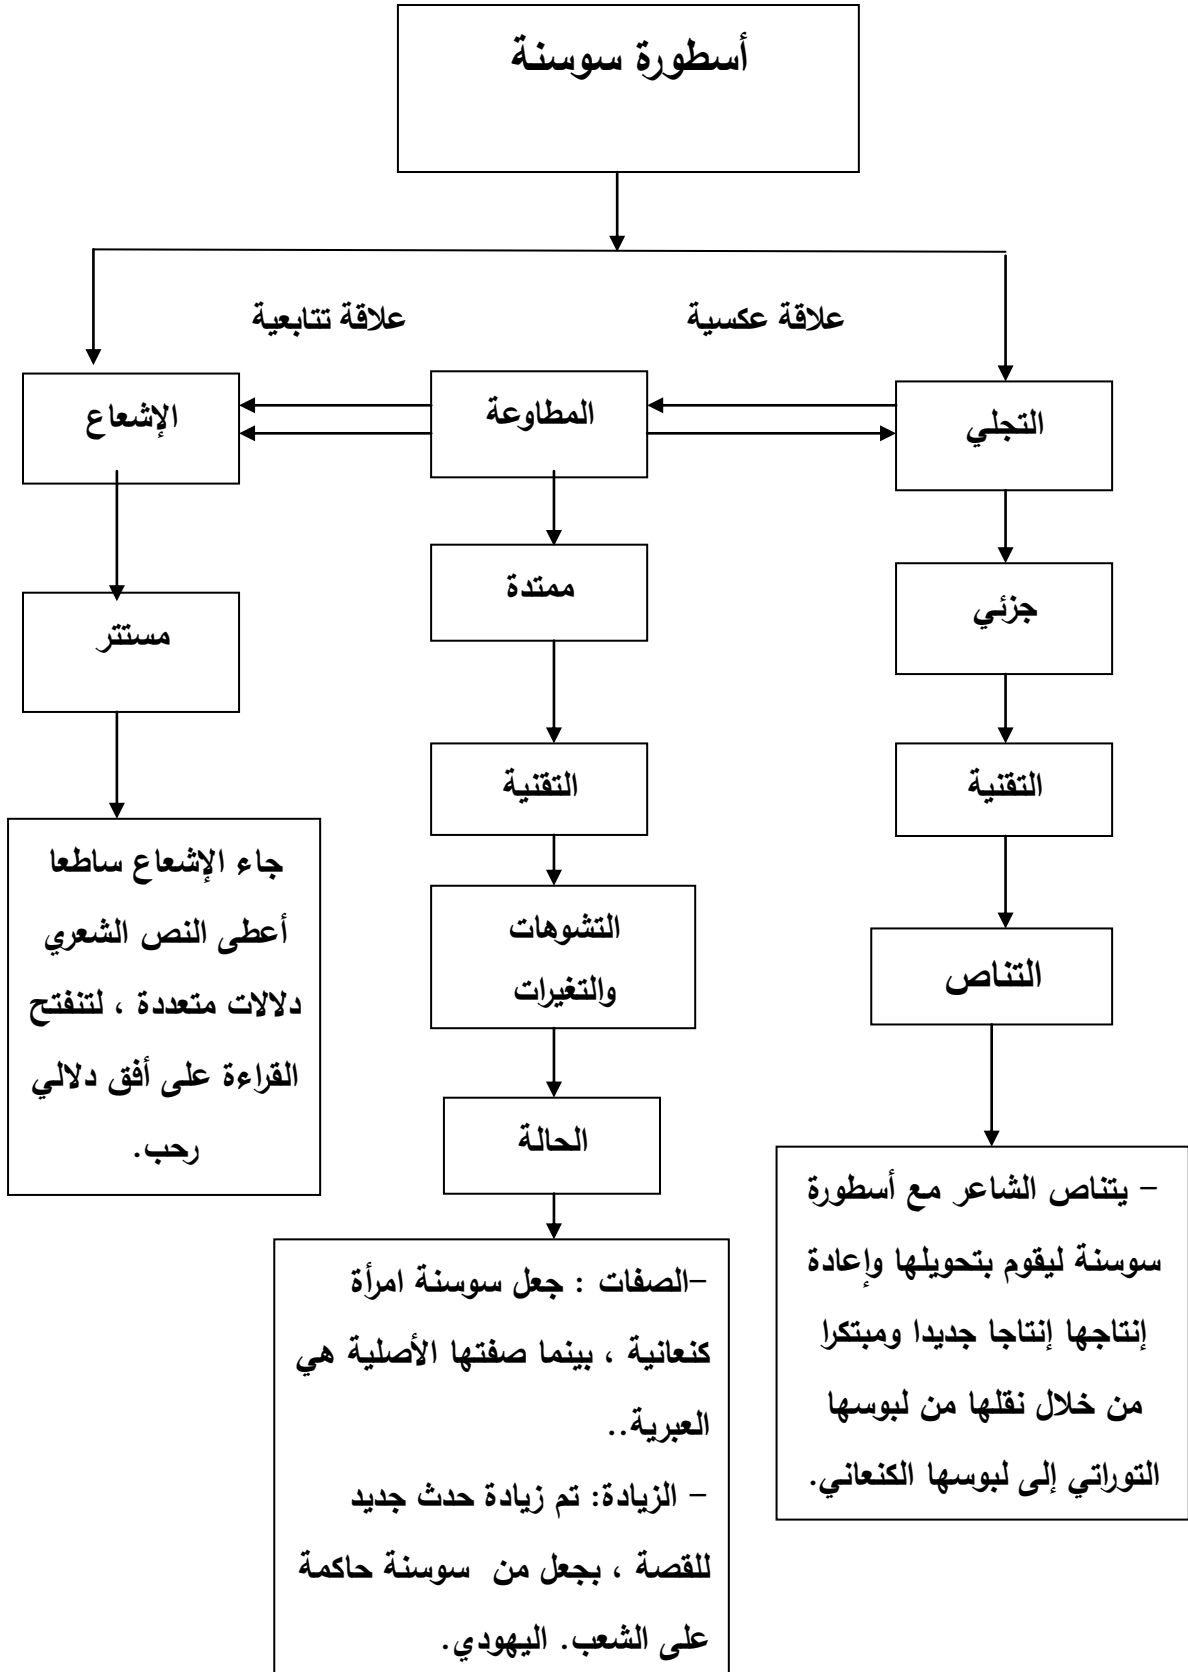 أسطورة سوسنة
علاقة عكسية
علاقة تتابعية
التجلي
المطاوعة
الإشعاع
جزئي
ممتدة
مستتر
التقنية
التقنية
جاء الإشعاع ساطعا
أعطى النص الشعري
دلالات متعددة ، لتنفتح
القراءة على أفق دلالي
رحب.
التشوهات
والتغيرات
التناص
الحالة
- يتناص الشاعر مع أسطورة
سوسنة ليقوم بتحويلها وإعادة
إنتاجها إنتاجا جديدا ومبتكرا
من خلال نقلها من لبوسها
التوراتي إلى لبوسها الكنعاني.
-الصفات : جعل سوسنة امرأة
كنعانية ، بينما صفتها الأصلية هي
العبرية..
- الزيادة: تم زيادة حدث جديد
للقصة ، بجعل من سوسنة حاكمة
على الشعب. اليهودي.